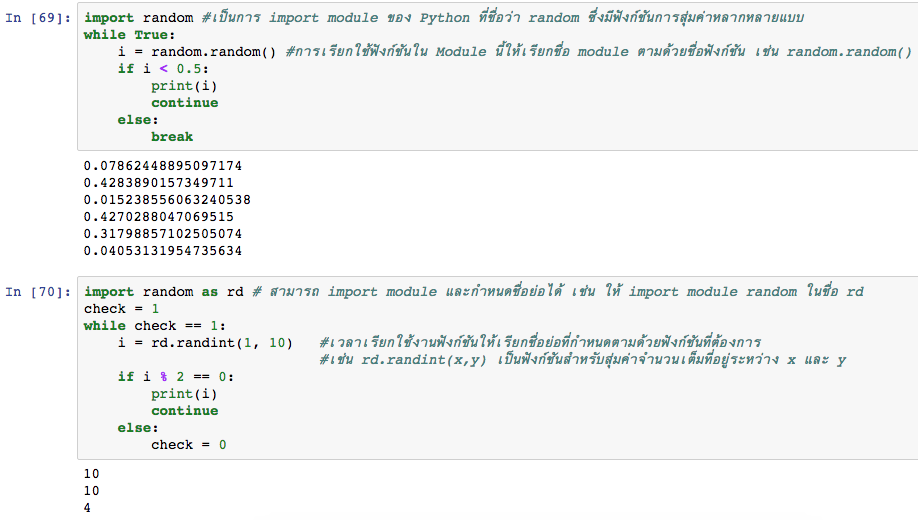 In [69]: import random #เป็นการ import module ของ Python ที่ชื่อว่า random ซึ่งมีฟังก์ชันการสุ่มค่าหลากหลายแบบ
while True:
    i = random.random() #การเรียกใช้ฟังก์ชันใน Module นี้ให้เรียกชื่อ module ตามด้วยชื่อฟังก์ชัน เช่น random.random()
    if i < 0.5:
        print(i)
        continue
    else:
        break
0.07862448895097174
0.4283890157349711
0.015238556063240538
0.4270288047069515
0.31798857102505074
0.04053131954735634
In [70]: import random as rd # สามารถ import module และกำหนดชื่อย่อได้ เช่น ให้ import module random ในชื่อ rd
check = 1
while check == 1:
    i = rd.randint(1, 10)   #เวลาเรียกใช้งานฟังก์ชันให้เรียกชื่อย่อที่กำหนดตามด้วยฟังก์ชันที่ต้องการ
                            #เช่น rd.randint(x,y) เป็นฟังก์ชันสำหรับสุ่มค่าจำนวนเต็มที่อยู่ระหว่าง x และ y
    if i % 2 == 0:
        print(i)
        continue
    else:
        check = 0
10
10
4